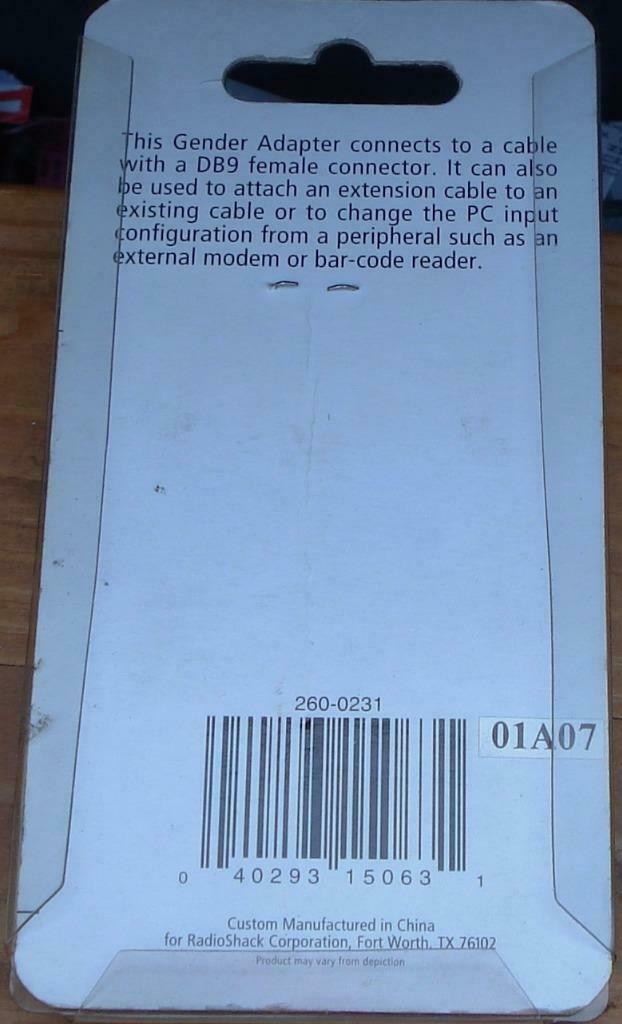 This Gender Adapter connects to a cable
with a DB9 female connector. It can also
be used to attach an extension cable to an
existing cable or to change the PC input
configuration from a peripheral such as an
external modem or bar-code reader.
260-0231
01A07
0 40293 15063 1
Custom Manufactured in China
for RadioShack Corporation, Fort Worth, TX 76102
Product may vary from depiction